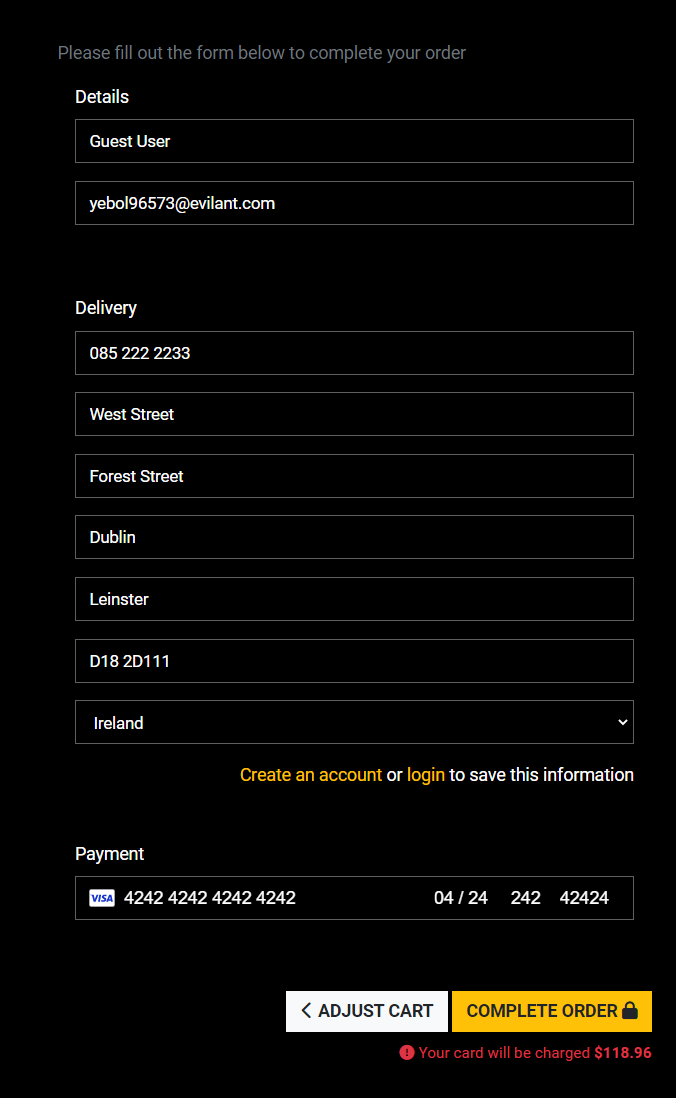 Please fill out the form below to complete your order
Details
Guest User
yebol96573@evilant.com
Delivery
085 222 2233
West Street
Forest Street
Dublin
Leinster
D18 2D111
Ireland
Create an account or login to save this information
Payment
VISA 4242 4242 4242 4242 04 / 24 242 42424
ADJUST CART COMPLETE ORDER
! Your card will be charged $118.96